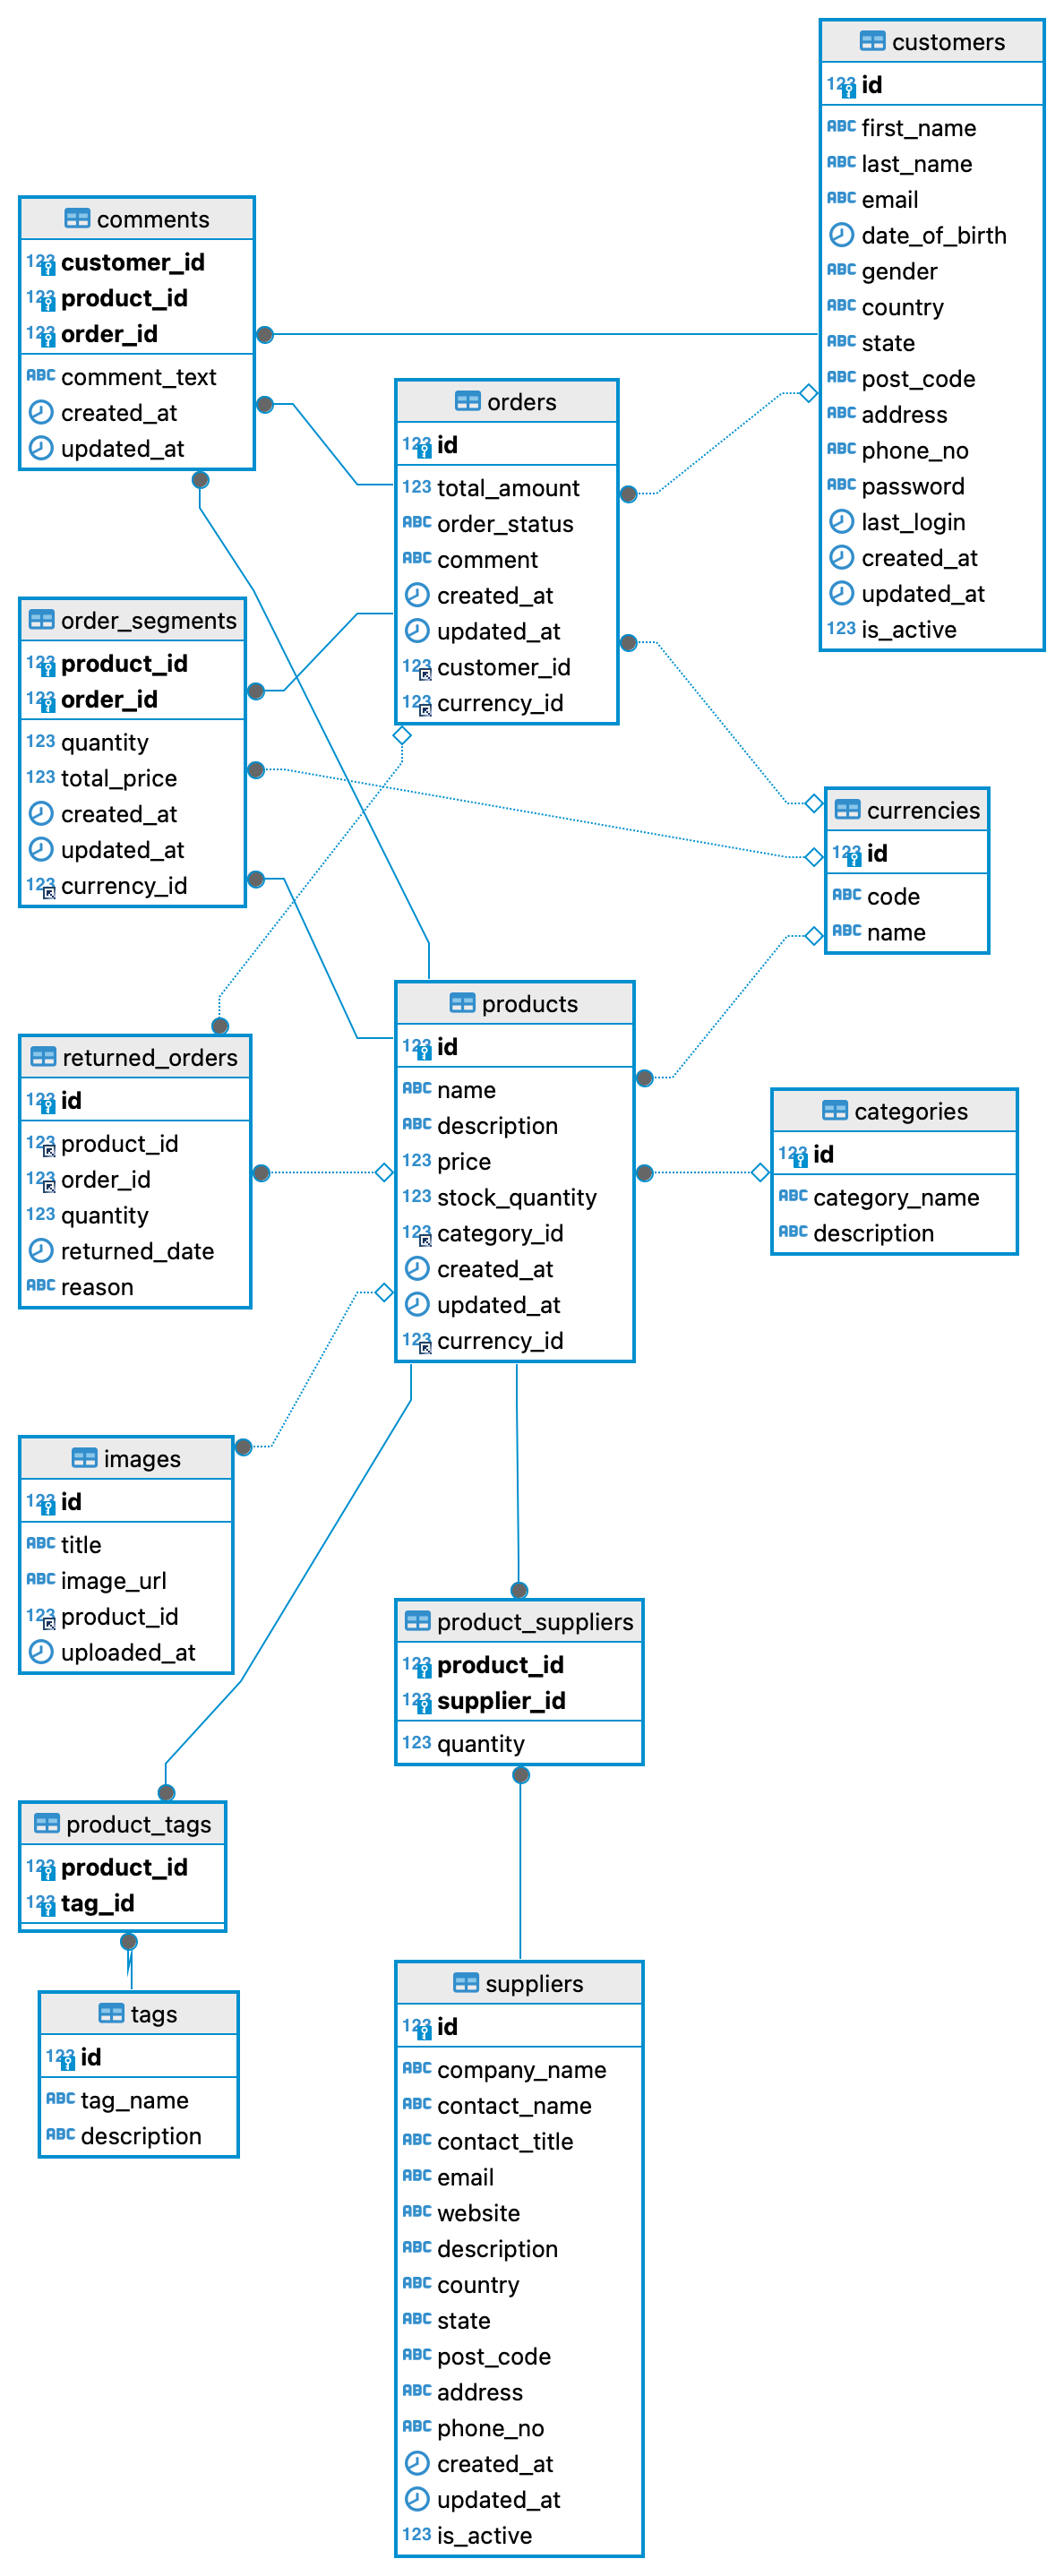 customers
123 id
ABC first_name
ABC last_name
ABC email
date_of_birth
ABC gender
ABC country
ABC state
ABC post_code
ABC address
ABC phone_no
ABC password
last_login
created_at
updated_at
123 is_active
comments
123 customer_id
123 product_id
123 order_id
ABC comment_text
created_at
updated_at
orders
123 id
123 total_amount
ABC order_status
ABC comment
created_at
updated_at
123 customer_id
123 currency_id
order_segments
123 product_id
123 order_id
123 quantity
123 total_price
created_at
updated_at
123 currency_id
currencies
123 id
ABC code
ABC name
products
123 id
ABC name
ABC description
123 price
123 stock_quantity
123 category_id
created_at
updated_at
123 currency_id
returned_orders
123 id
123 product_id
123 order_id
123 quantity
returned_date
ABC reason
categories
123 id
ABC category_name
ABC description
images
123 id
ABC title
ABC image_url
123 product_id
uploaded_at
product_suppliers
123 product_id
123 supplier_id
123 quantity
product_tags
123 product_id
123 tag_id
tags
123 id
ABC tag_name
ABC description
suppliers
123 id
ABC company_name
ABC contact_name
ABC contact_title
ABC email
ABC website
ABC description
ABC country
ABC state
ABC post_code
ABC address
ABC phone_no
created_at
updated_at
123 is_active